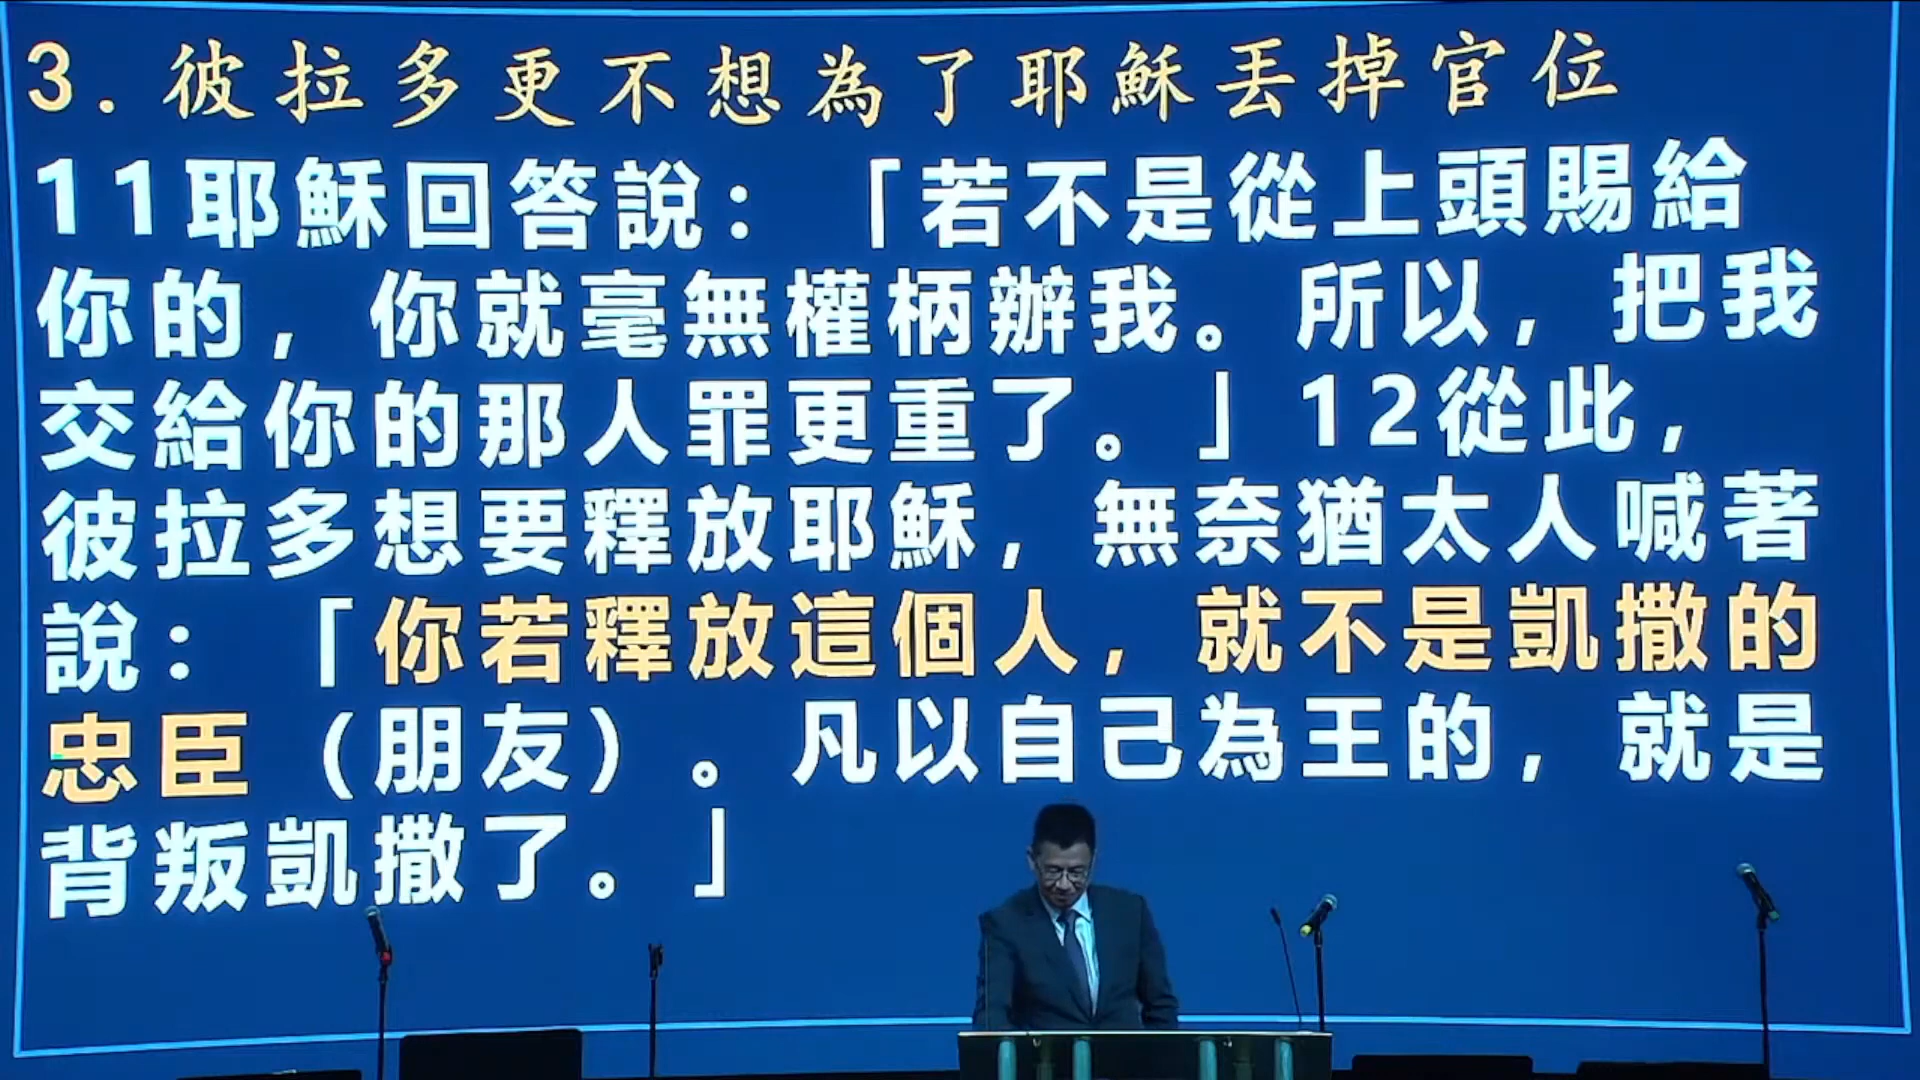 3.彼拉多更不想為了耶穌丟掉官位
11耶穌回答說：「若不是從上頭賜給
你的，你就毫無權柄辦我。所以，把我
交給你的那人罪更重了。」12從此，
彼拉多想要釋放耶穌，無奈猶太人喊著
說：「你若釋放這個人，就不是凱撒的
忠臣（朋友）。凡以自己為王的，就是
背叛凱撒了。」